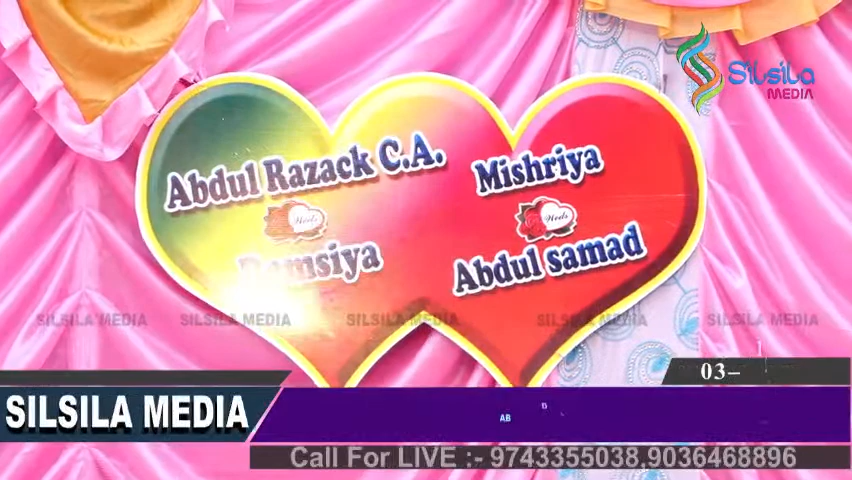 Silsila
MEDIA
Abdul Razack C.A.
Weds
Mishriya
Weds
Abdul samad
SILSILA MEDIA SILSILA MEDIA SILSILA MEDIA SILSILA MEDIA SILSILA MEDIA
03-
SILSILA MEDIA
AB
Call For LIVE :- 9743355038,9036468896